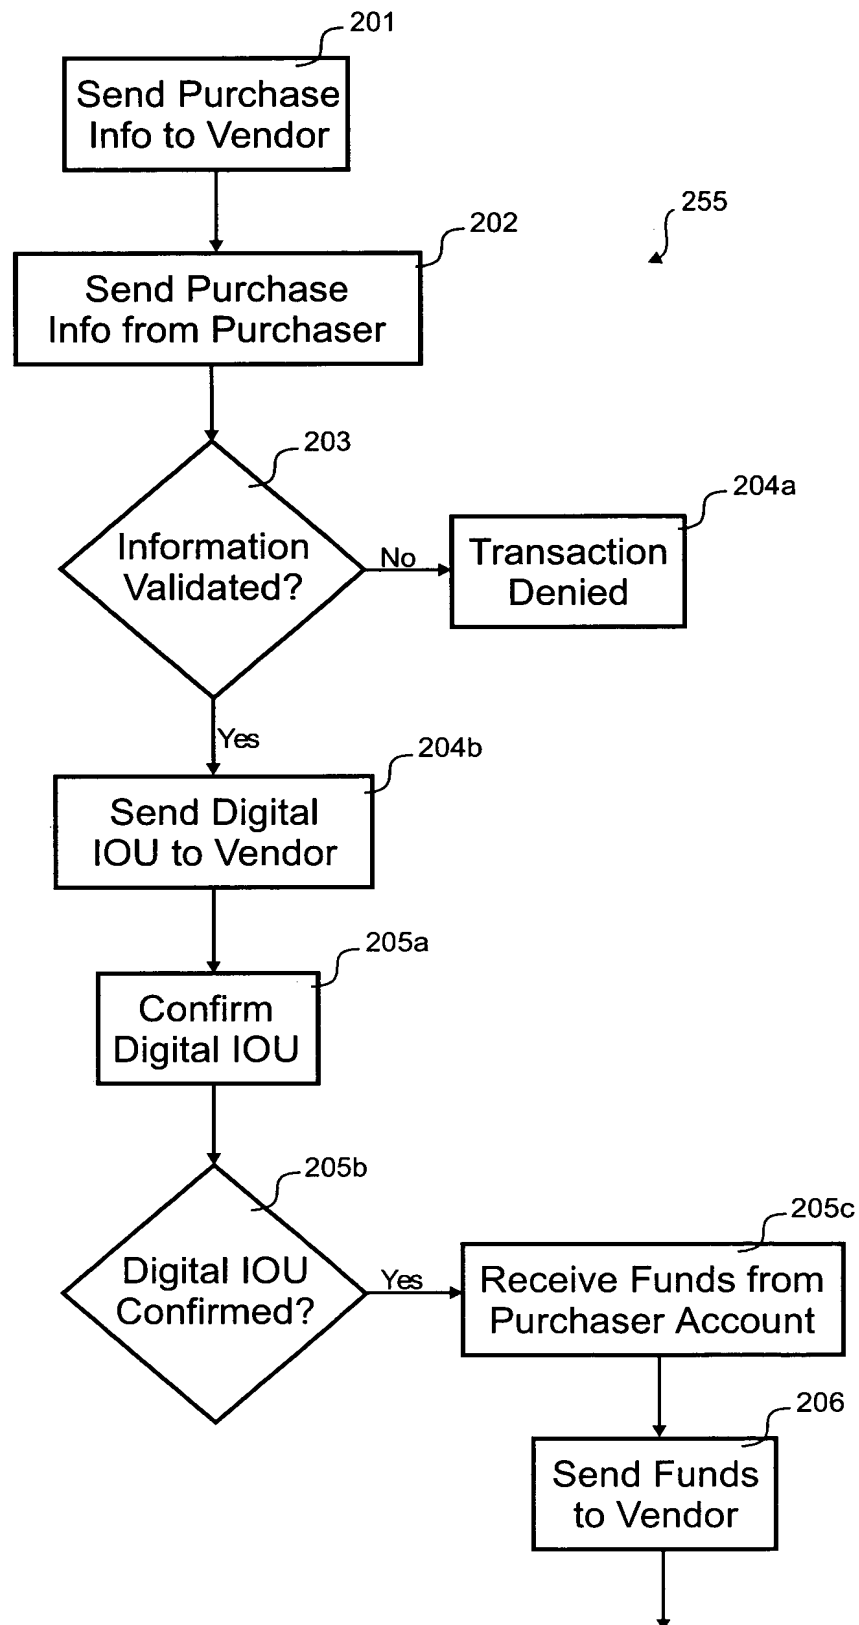 201
Send Purchase
Info to Vendor
202
255
Send Purchase
Info from Purchaser
203
204a
Information
Validated?
No
Transaction
Denied
Yes
204b
Send Digital
IOU to Vendor
205a
Confirm
Digital IOU
205b
205c
Digital IOU
Confirmed?
Yes
Receive Funds from
Purchaser Account
206
Send Funds
to Vendor